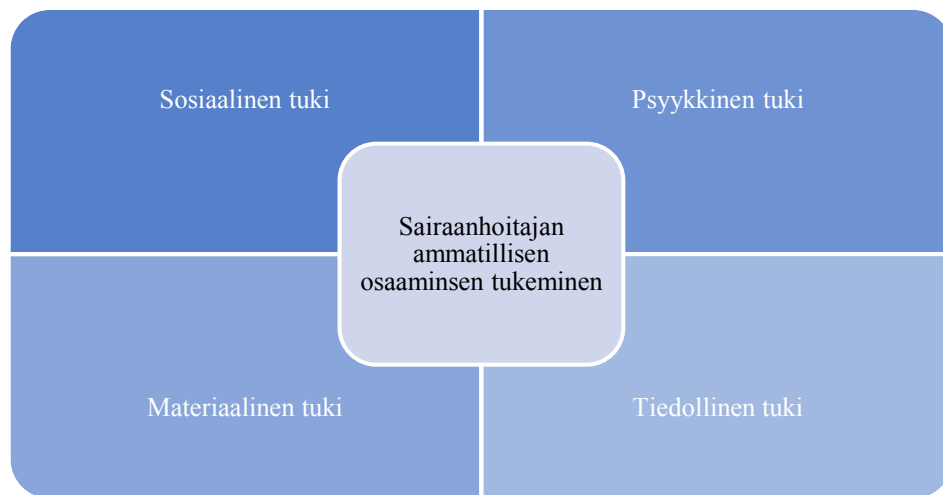 Sosiaalinen tuki
Psyykkinen tuki
Sairaanhoitajan
ammatillisen
osaaminsen tukeminen
Materiaalinen tuki
Tiedollinen tuki